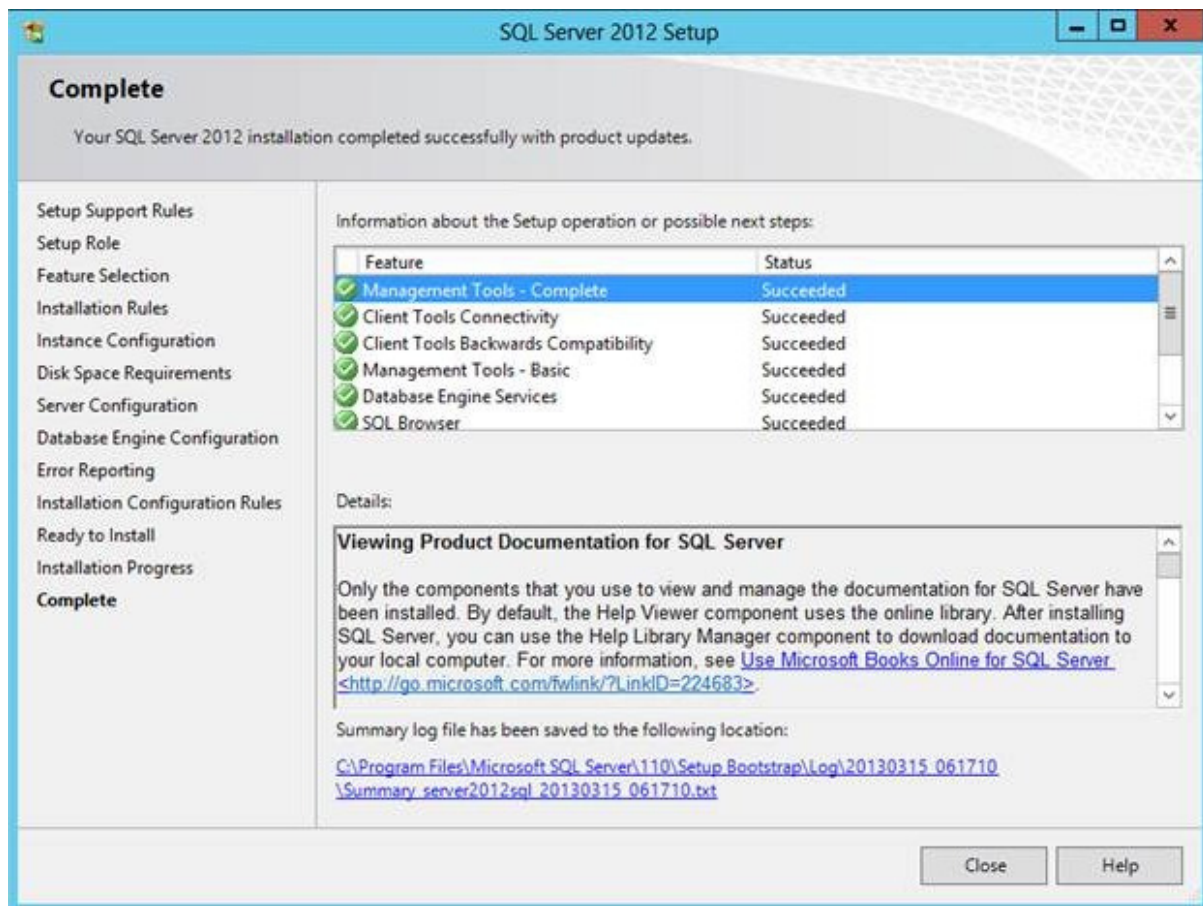 SQL Server 2012 Setup
Complete
Your SQL Server 2012 installation completed successfully with product updates.
Setup Support Rules
Setup Role
Feature Selection
Installation Rules
Instance Configuration
Disk Space Requirements
Server Configuration
Database Engine Configuration
Error Reporting
Installation Configuration Rules
Ready to Install
Installation Progress
Complete
Information about the Setup operation or possible next steps:
Feature Status
Management Tools - Complete Succeeded
Client Tools Connectivity Succeeded
Client Tools Backwards Compatibility Succeeded
Management Tools - Basic Succeeded
Database Engine Services Succeeded
SQL Browser Succeeded
Details:
Viewing Product Documentation for SQL Server
Only the components that you use to view and manage the documentation for SQL Server have
been installed. By default, the Help Viewer component uses the online library. After installing
SQL Server, you can use the Help Library Manager component to download documentation to
your local computer. For more information, see Use Microsoft Books Online for SQL Server
<http://go.microsoft.com/fwlink/?LinkID=224683>.
Summary log file has been saved to the following location:
C:\Program Files\Microsoft SQL Server\110\Setup Bootstrap\Log\20130315_061710
\Summary_server2012sql_20130315_061710.txt
Close Help